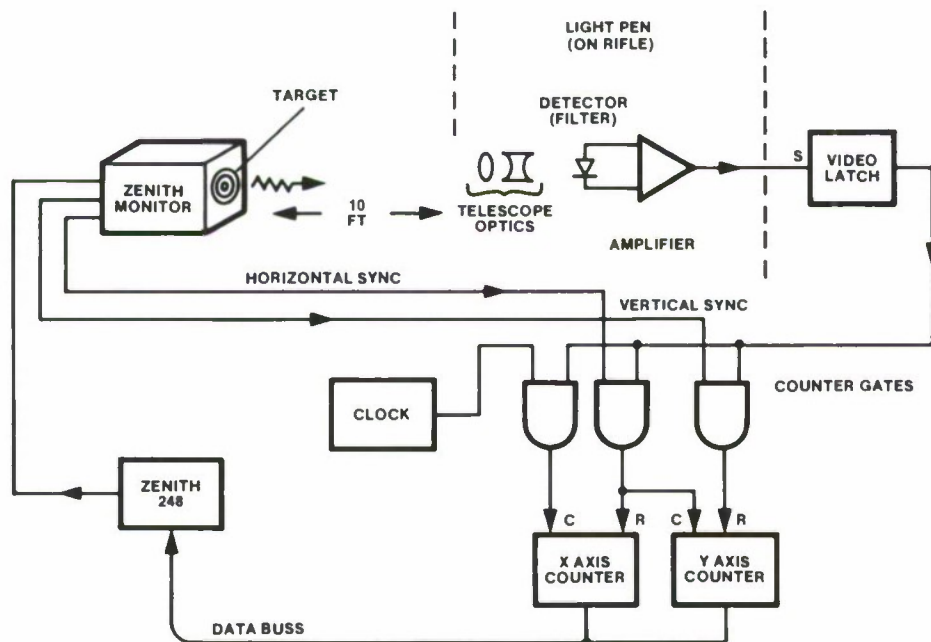 LIGHT PEN
(ON RIFLE)
TARGET
DETECTOR
(FILTER)
ZENITH
MONITOR
10
FT
TELESCOPE
OPTICS
S
VIDEO
LATCH
AMPLIFIER
HORIZONTAL SYNC
VERTICAL SYNC
CLOCK
COUNTER GATES
ZENITH
248
C
R
C
R
X AXIS
COUNTER
Y AXIS
COUNTER
DATA BUSS